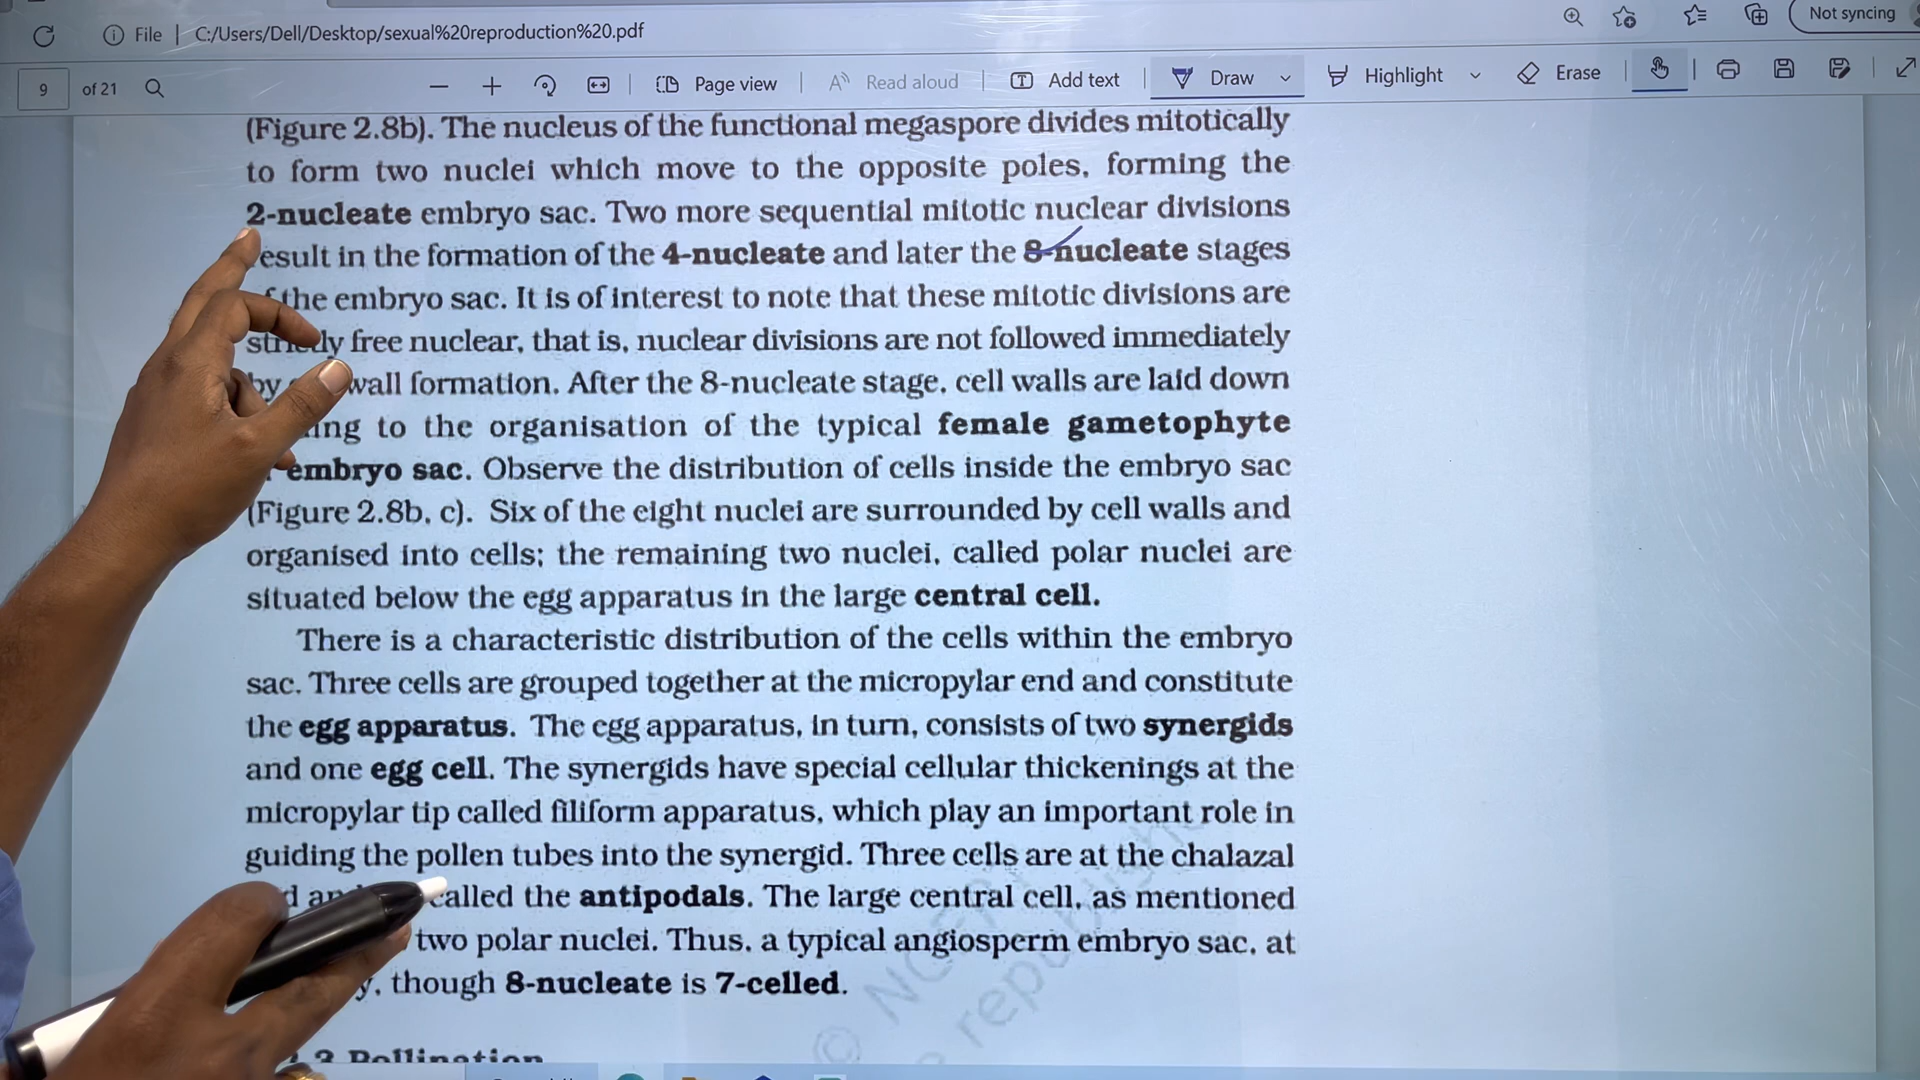 File | C:/Users/Dell/Desktop/sexual%20reproduction%20.pdf
Not syncing
9 of 21
Page view
Read aloud
Add text
Draw
Highlight
Erase
(Figure 2.8b). The nucleus of the functional megaspore divides mitotically
to form two nuclei which move to the opposite poles, forming the
2-nucleate embryo sac. Two more sequential mitotic nuclear divisions
esult in the formation of the 4-nucleate and later the 8-nucleate stages
the embryo sac. It is of interest to note that these mitotic divisions are
strictly free nuclear, that is, nuclear divisions are not followed immediately
by wall formation. After the 8-nucleate stage, cell walls are laid down
ing to the organisation of the typical female gametophyte
embryo sac. Observe the distribution of cells inside the embryo sac
(Figure 2.8b, c). Six of the eight nuclei are surrounded by cell walls and
organised into cells; the remaining two nuclei, called polar nuclei are
situated below the egg apparatus in the large central cell.
There is a characteristic distribution of the cells within the embryo
sac. Three cells are grouped together at the micropylar end and constitute
the egg apparatus. The egg apparatus, in turn, consists of two synergids
and one egg cell. The synergids have special cellular thickenings at the
micropylar tip called filiform apparatus, which play an important role in
guiding the pollen tubes into the synergid. Three cells are at the chalazal
called the antipodals. The large central cell, as mentioned
two polar nuclei. Thus, a typical angiosperm embryo sac, at
y, though 8-nucleate is 7-celled.
Pollination